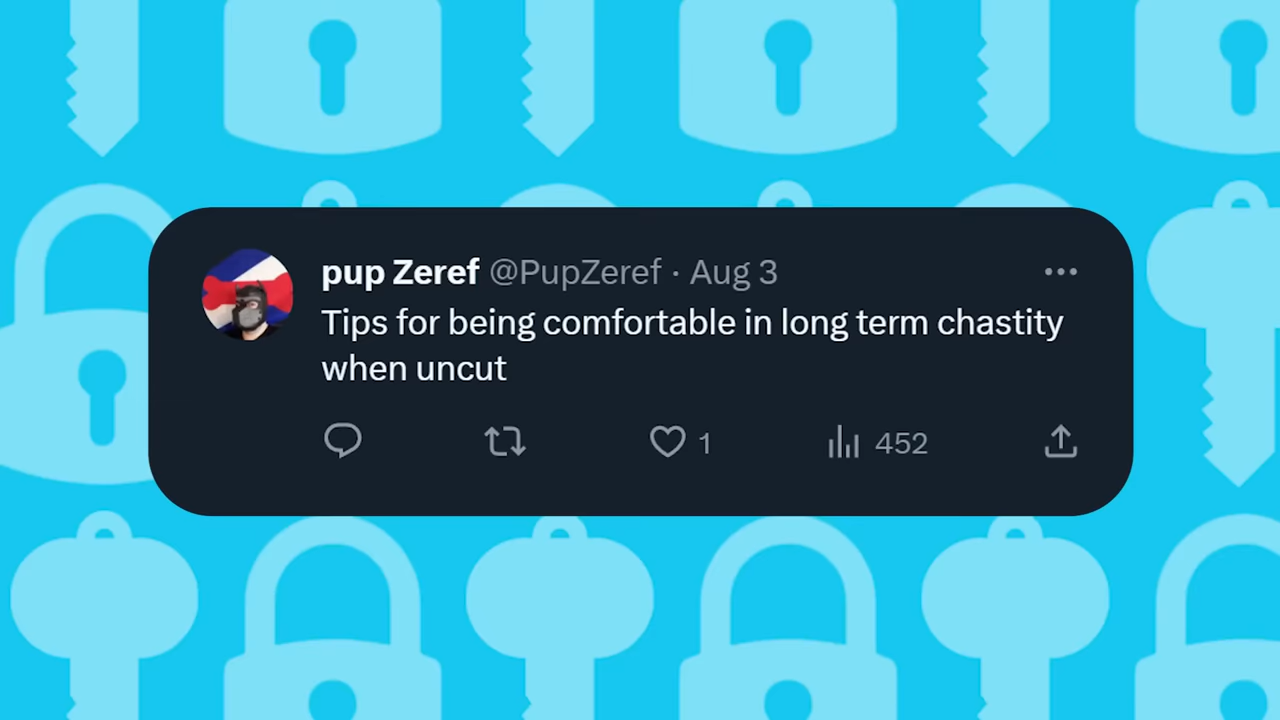 pup Zeref @PupZeref · Aug 3
Tips for being comfortable in long term chastity
when uncut
1 452